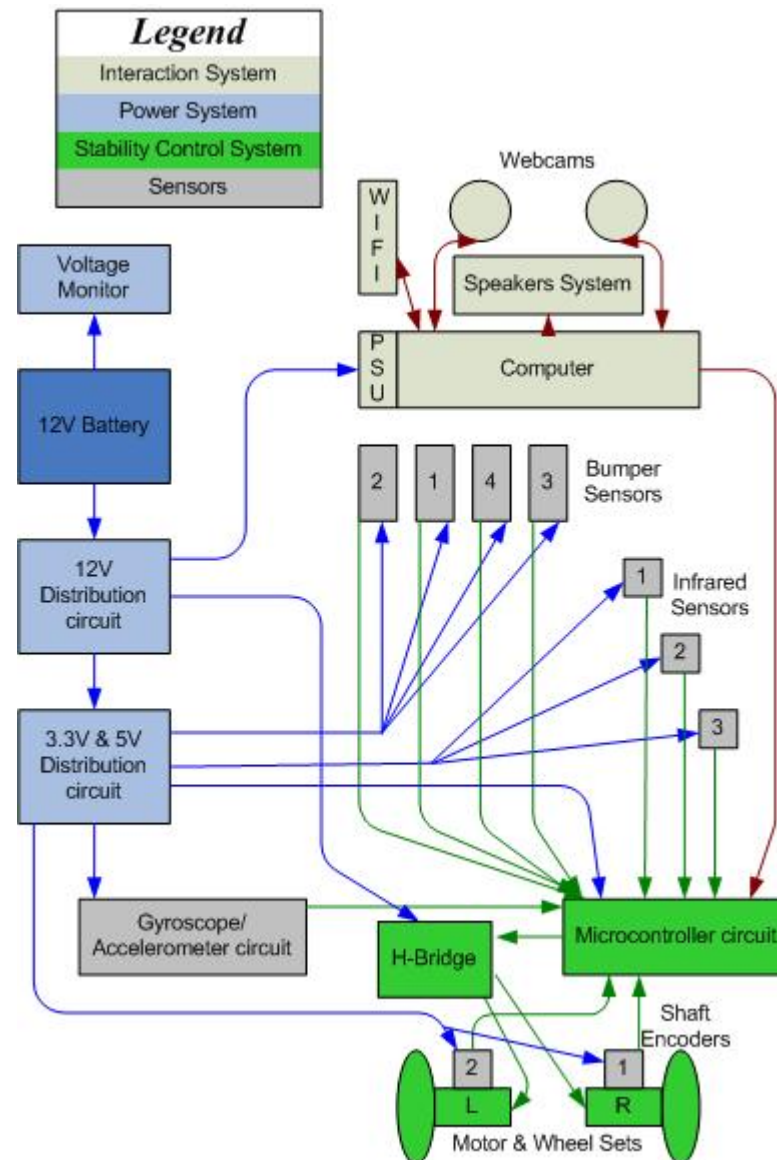 Legend
Interaction System
Power System
Stability Control System
Sensors
Webcams
W
I
F
I
Voltage
Monitor
Speakers System
P
S
U
Computer
12V Battery
2
1
4
3
Bumper
Sensors
12V
Distribution
circuit
1
Infrared
Sensors
2
3.3V & 5V
Distribution
circuit
3
Gyroscope/
Accelerometer circuit
H-Bridge
Microcontroller circuit
Shaft
Encoders
2
1
L
R
Motor & Wheel Sets